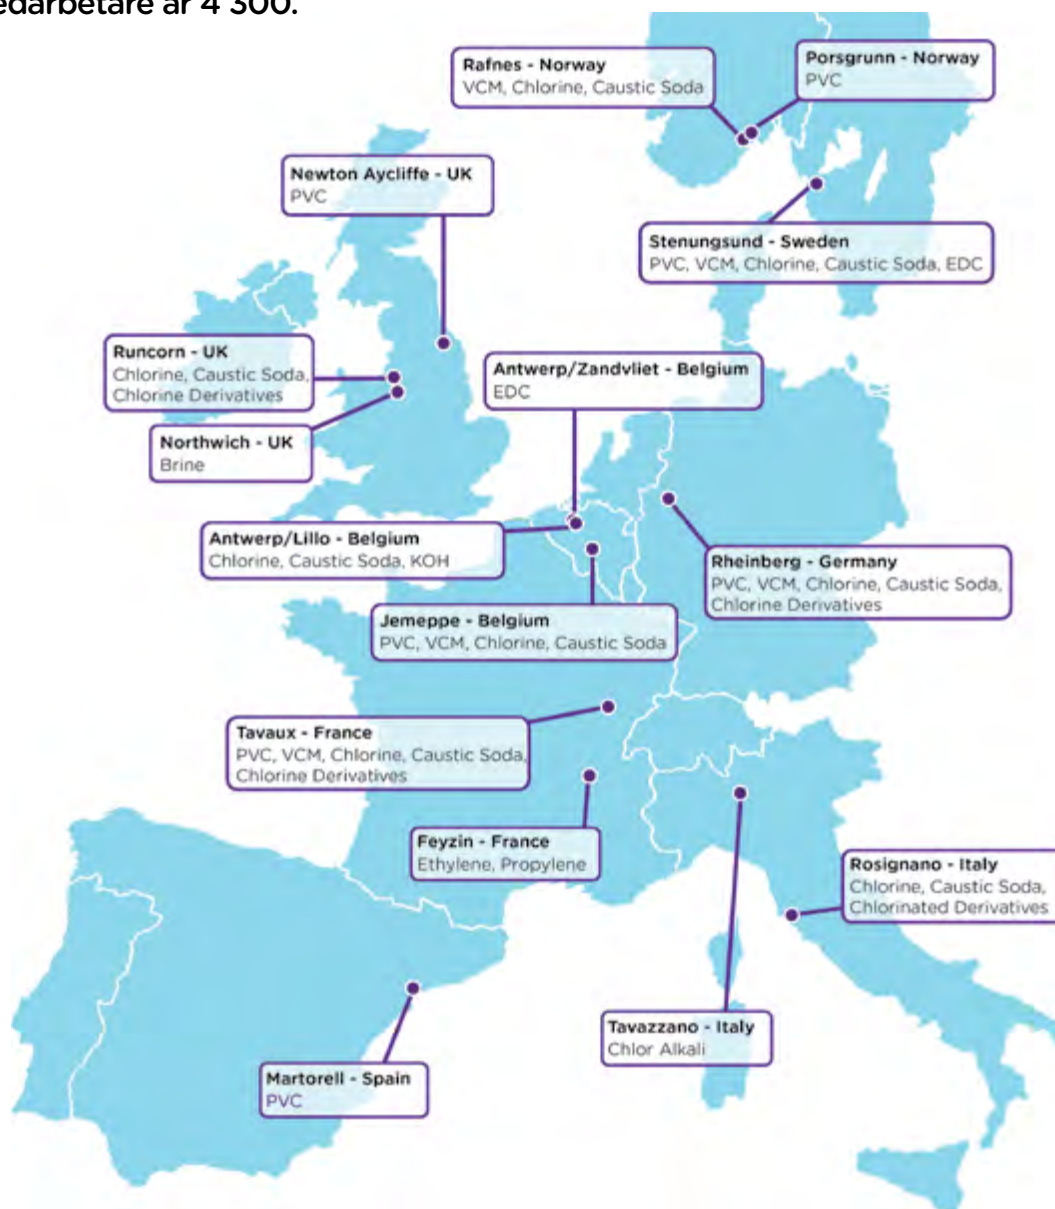 edarbetare är 4 300.
Rafnes - Norway
VCM, Chlorine, Caustic Soda
Porsgrunn - Norway
PVC
Newton Aycliffe - UK
PVC
Stenungsund - Sweden
PVC, VCM, Chlorine, Caustic Soda, EDC
Runcorn - UK
Chlorine, Caustic Soda,
Chlorine Derivatives
Antwerp/Zandvliet - Belgium
EDC
Northwich - UK
Brine
Antwerp/Lillo - Belgium
Chlorine, Caustic Soda, KOH
Rheinberg - Germany
PVC, VCM, Chlorine, Caustic Soda,
Chlorine Derivatives
Jemeppe - Belgium
PVC, VCM, Chlorine, Caustic Soda
Tavaux - France
PVC, VCM, Chlorine, Caustic Soda,
Chlorine Derivatives
Feyzin - France
Ethylene, Propylene
Rosignano - Italy
Chlorine, Caustic Soda,
Chlorinated Derivatives
Tavazzano - Italy
Chlor Alkali
Martorell - Spain
PVC